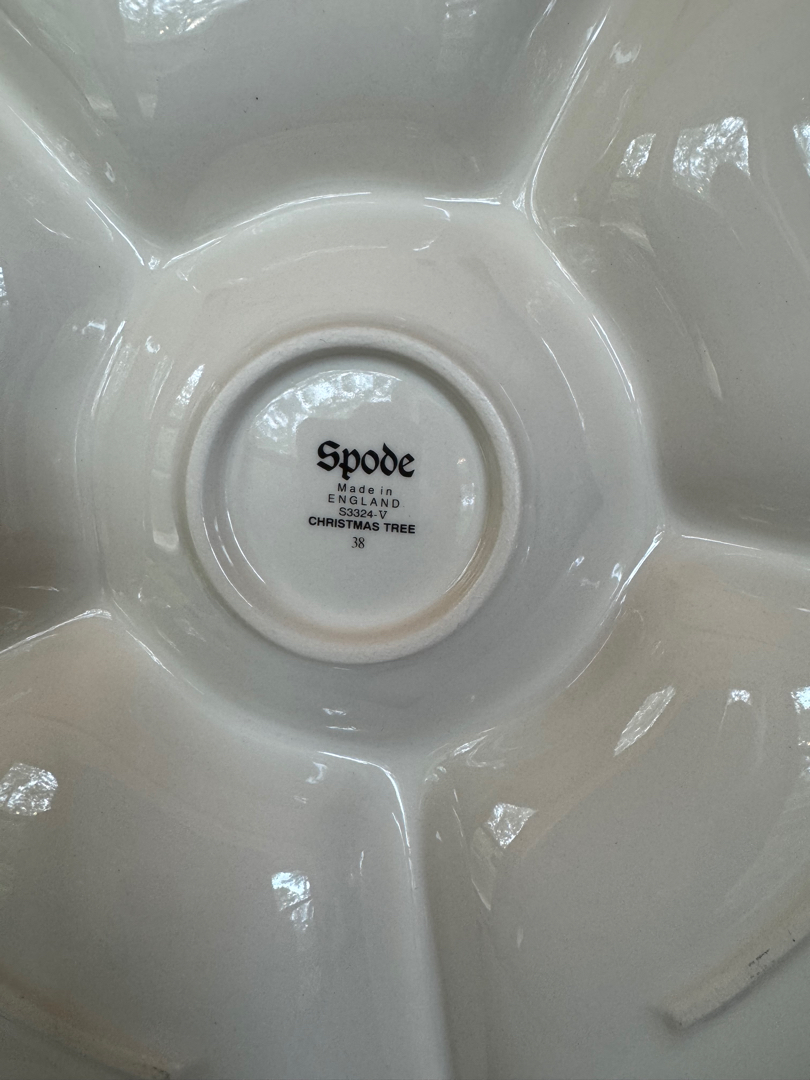 Spode
Made in
ENGLAND
S3324-V
CHRISTMAS TREE
38